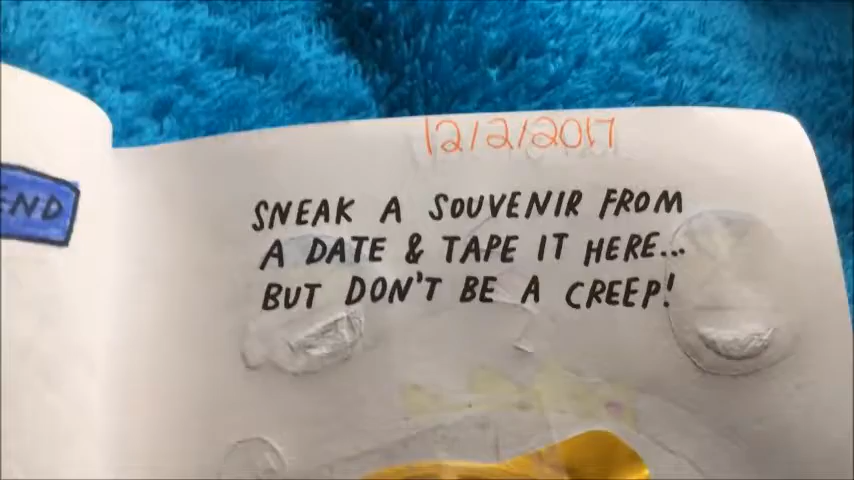 12/2/2017
END
SNEAK A SOUVENIR FROM
A DATE & TAPE IT HERE...
BUT DON'T BE A CREEP!